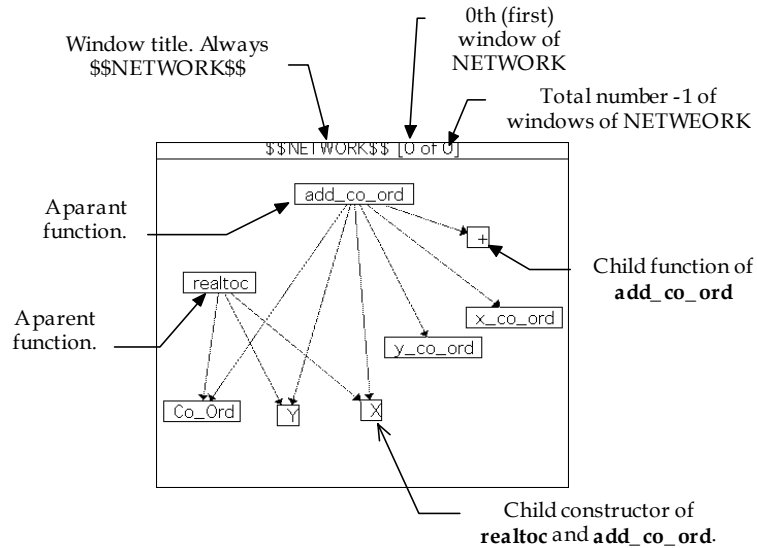 0th (first)
window of
NETWORK
Window title. Always
$$NETWORK$$
Total number -1 of
windows of NETWEORK
$$NETWORK$$ [0 of 0]
add_co_ord
Aparant
function.
+
Child function of
add_co_ord
realtoc
x_co_ord
Aparent
function.
y_co_ord
Co_Ord
Y
X
Child constructor of
realtoc and add_co_ord.